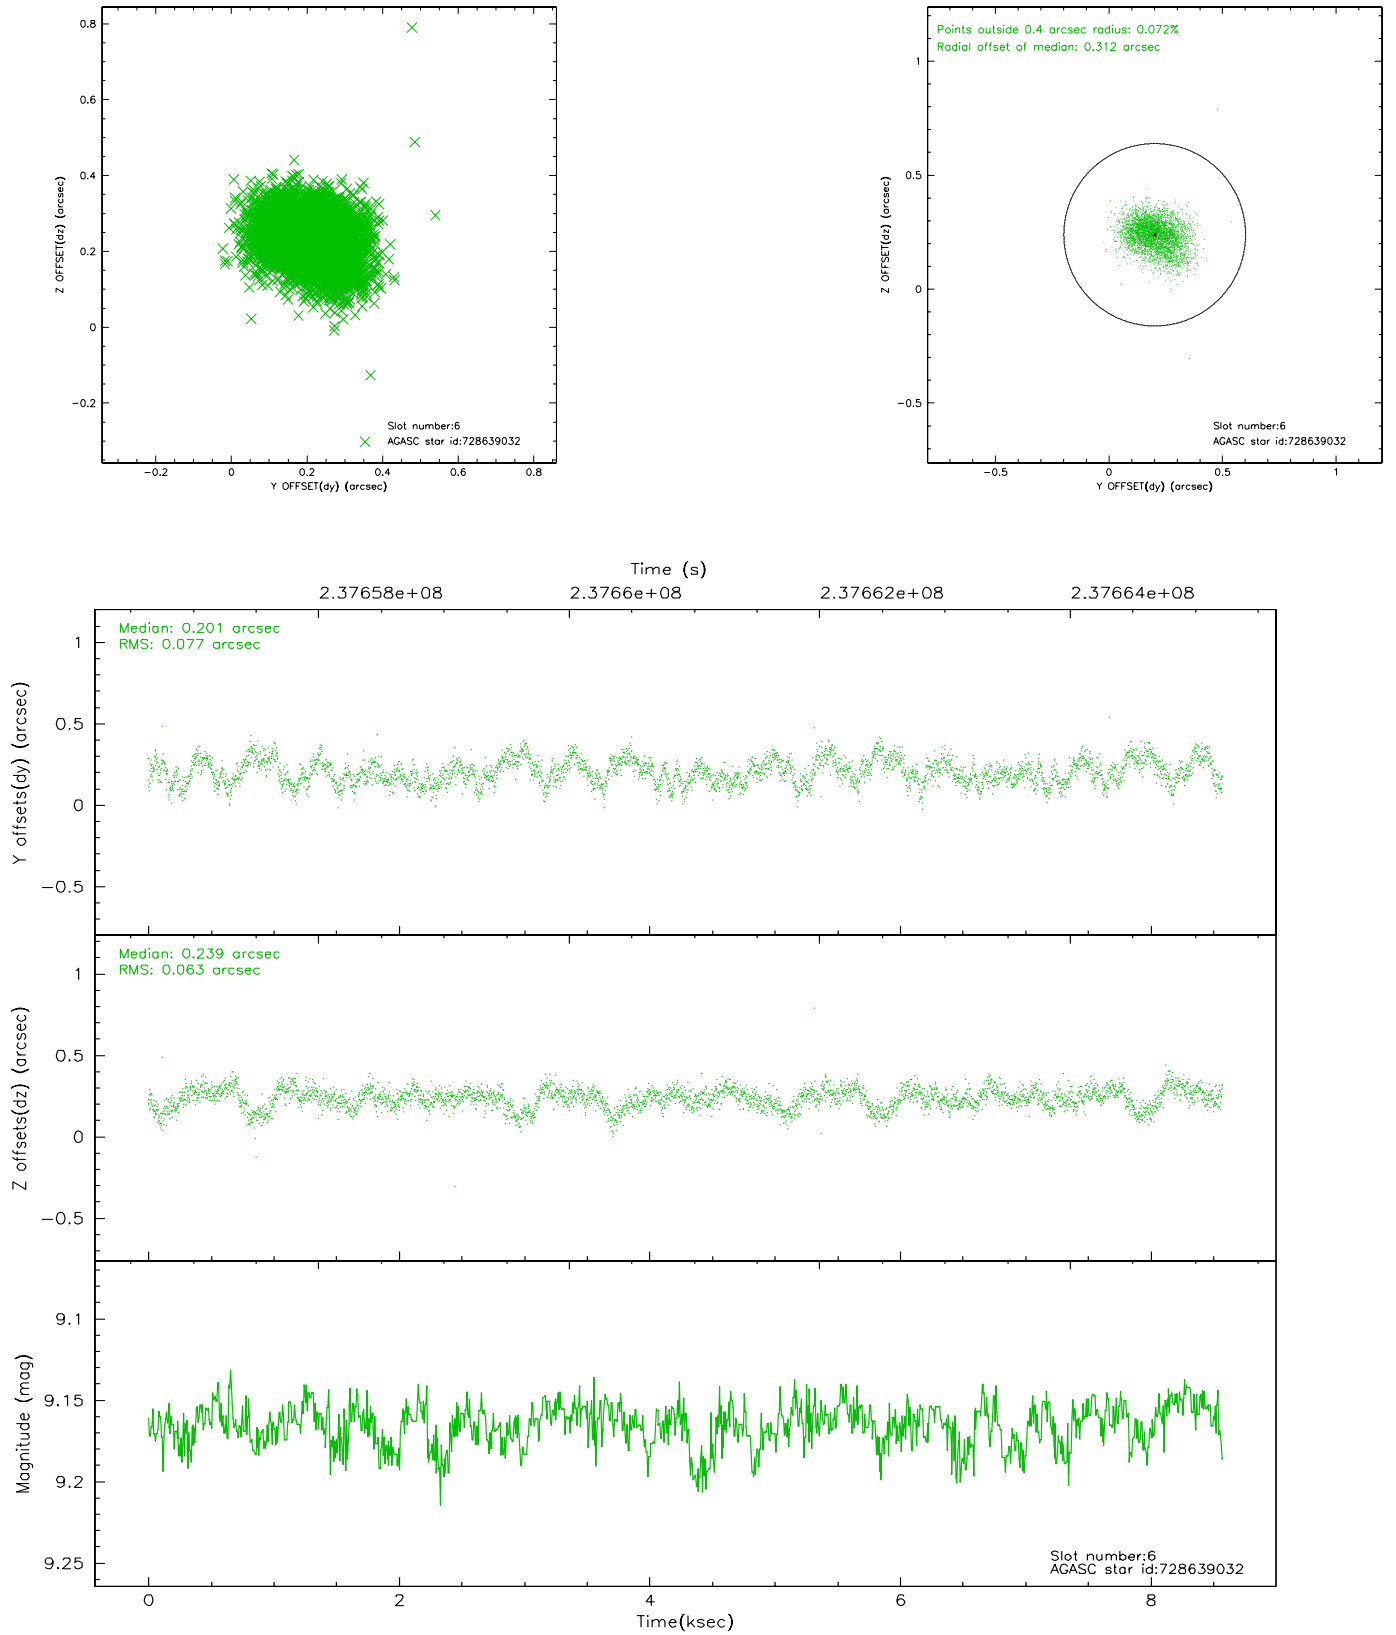 0.8
0.6
0.4
0.2
0
−0.2
−0.2 0 0.2 0.4 0.6 0.8
Z OFFSET(dz) (arcsec)
Y OFFSET(dy) (arcsec)
Slot number:6
AGASC star id:728639032
Points outside 0.4 arcsec radius: 0.072%
Radial offset of median: 0.312 arcsec
1
0.5
0
−0.5
−0.5 0 0.5 1
Z OFFSET(dz) (arcsec)
Y OFFSET(dy) (arcsec)
Slot number:6
AGASC star id:728639032
Time (s)
2.37658e+08 2.3766e+08 2.37662e+08 2.37664e+08
Median: 0.201 arcsec
RMS: 0.077 arcsec
1
0.5
0
−0.5
Y offsets(dy) (arcsec)
Median: 0.239 arcsec
RMS: 0.063 arcsec
1
0.5
0
−0.5
Z offsets(dz) (arcsec)
9.1
9.15
9.2
9.25
Magnitude (mag)
Slot number:6
AGASC star id:728639032
0 2 4 6 8
Time(ksec)